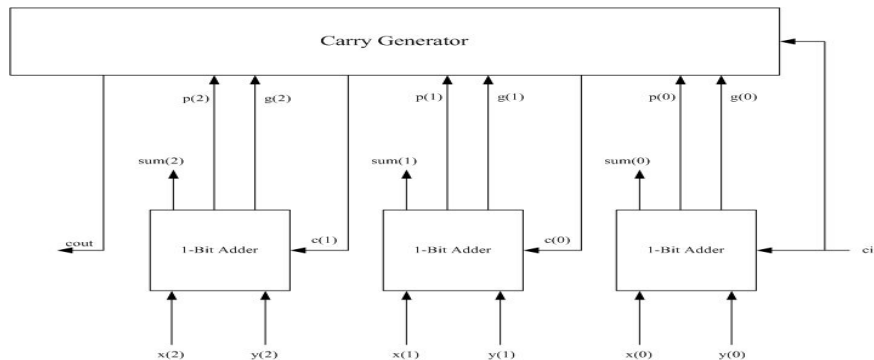 Carry Generator
p(2) g(2) p(1) g(1) p(0) g(0)
sum(2) sum(1) sum(0)
cout 1-Bit Adder c(1) 1-Bit Adder c(0) 1-Bit Adder ci
x(2) y(2) x(1) y(1) x(0) y(0)